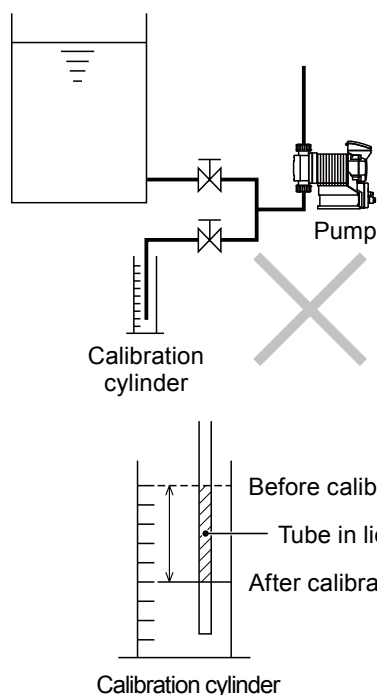 Pump
Calibration
cylinder
Before calib
Tube in li
After calibra
Calibration cylinder